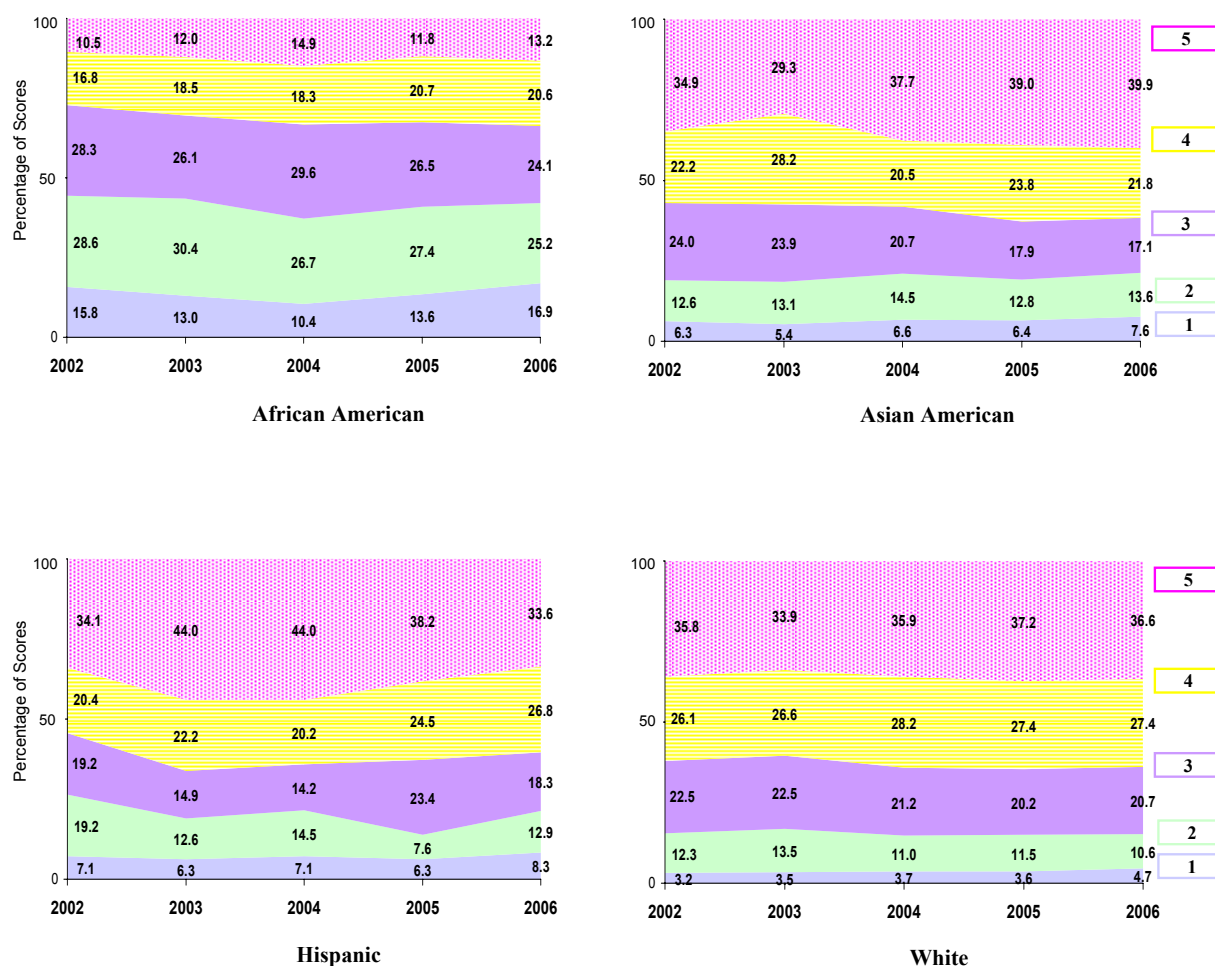 100
10.5 12.0 14.9 11.8 13.2
16.8 18.5 18.3 20.7 20.6
28.3 26.1 29.6 26.5 24.1
50
28.6 30.4 26.7 27.4 25.2
15.8 13.0 10.4 13.6 16.9
0
Percentage of Scores
2002 2003 2004 2005 2006
African American
100
5
34.9 29.3 37.7 39.0 39.9
4
22.2 28.2 20.5 23.8 21.8
50
3
24.0 23.9 20.7 17.9 17.1
2
12.6 13.1 14.5 12.8 13.6
1
6.3 5.4 6.6 6.4 7.6
0
2002 2003 2004 2005 2006
Asian American
100
34.1 44.0 44.0 38.2 33.6
20.4 22.2 20.2 24.5 26.8
50
19.2 14.9 14.2 23.4 18.3
19.2 12.6 14.5 7.6 12.9
7.1 6.3 7.1 6.3 8.3
0
Percentage of Scores
2002 2003 2004 2005 2006
Hispanic
100
5
35.8 33.9 35.9 37.2 36.6
4
26.1 26.6 28.2 27.4 27.4
50
3
22.5 22.5 21.2 20.2 20.7
2
12.3 13.5 11.0 11.5 10.6
1
3.2 3.5 3.7 3.6 4.7
0
2002 2003 2004 2005 2006
White